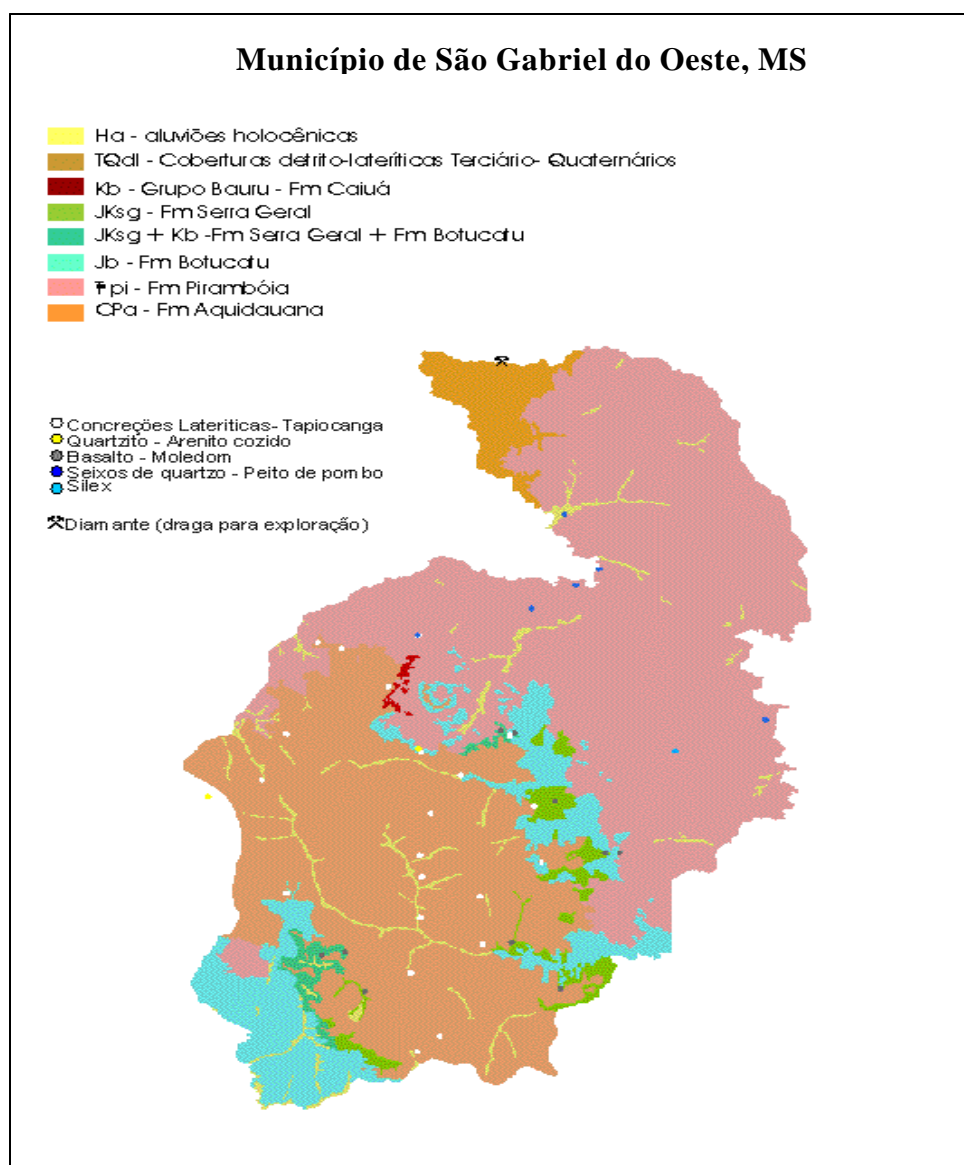 Município de São Gabriel do Oeste, MS
Ha - aluviões holocênicas
TQdl - Coberturas detrito-lateríticas Terciário- Quaternários
Kb - Grupo Bauru - Fm Caiuá
JKsg - Fm Serra Geral
JKsg + Kb -Fm Serra Geral + Fm Botucatu
Jb - Fm Botucatu
Ŧpi - Fm Pirambóia
CPa - Fm Aquidauana
Concreções Lateriticas- Tapiocanga
Quartzito - Arenito cozido
Basalto - Moledom
Seixos de quartzo - Peito de pombo
Silex
Diamante (draga para exploração)